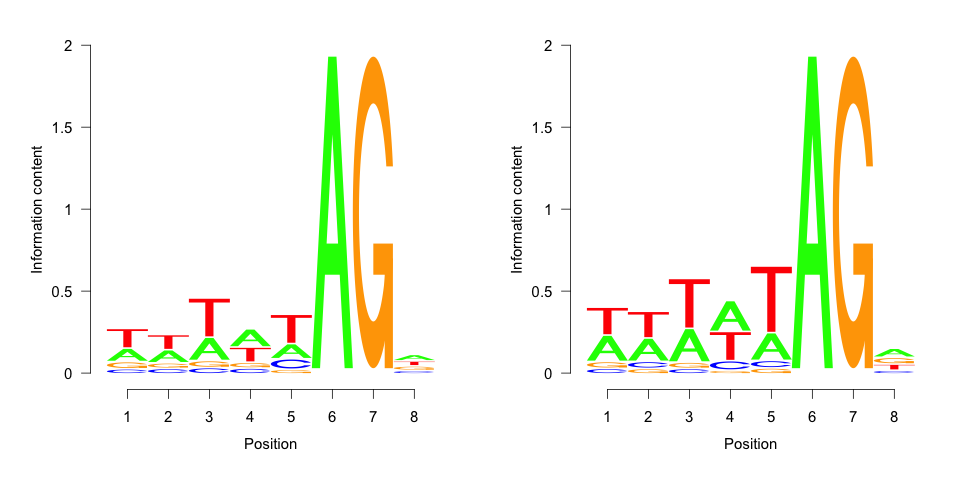 2
1.5
1
0.5
0
Information content
T T T A T A G A
A A A T A T
G G G G C G
C C C C G C
1 2 3 4 5 6 7 8
Position
2
1.5
1
0.5
0
Information content
T T T A T A G A
A A A T A G
G C G C C T
C G C G G C
1 2 3 4 5 6 7 8
Position